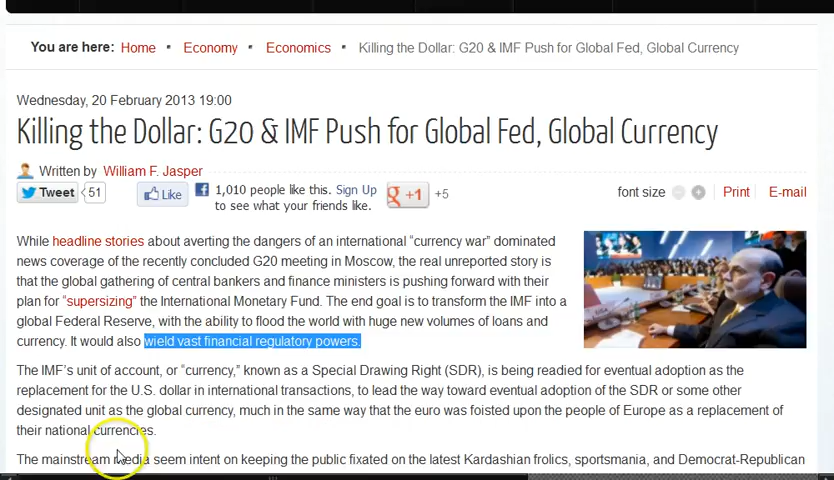 You are here: Home • Economy • Economics • Killing the Dollar: G20 & IMF Push for Global Fed, Global Currency
Wednesday, 20 February 2013 19:00
Killing the Dollar: G20 & IMF Push for Global Fed, Global Currency
Written by William F. Jasper
Tweet 51 Like 1,010 people like this. Sign Up to see what your friends like. g +1 +5 font size - + Print E-mail
While headline stories about averting the dangers of an international “currency war” dominated
news coverage of the recently concluded G20 meeting in Moscow, the real unreported story is
that the global gathering of central bankers and finance ministers is pushing forward with their
plan for “supersizing” the International Monetary Fund. The end goal is to transform the IMF into a
global Federal Reserve, with the ability to flood the world with huge new volumes of loans and
currency. It would also wield vast financial regulatory powers.
The IMF’s unit of account, or “currency,” known as a Special Drawing Right (SDR), is being readied for eventual adoption as the
replacement for the U.S. dollar in international transactions, to lead the way toward eventual adoption of the SDR or some other
designated unit as the global currency, much in the same way that the euro was foisted upon the people of Europe as a replacement of
their national currencies.
The mainstream media seem intent on keeping the public fixated on the latest Kardashian frolics, sportsmania, and Democrat-Republican